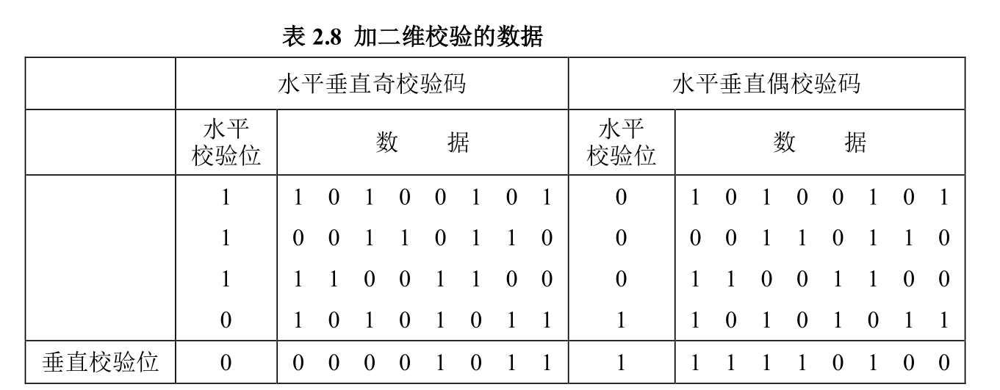 表 2.8 加二维校验的数据
水平垂直奇校验码 水平垂直偶校验码
水平 校验位 数 据 水平 校验位 数 据
1 1 0 1 0 0 1 0 1 0 1 0 1 0 0 1 0 1
1 0 0 1 1 0 1 1 0 0 0 0 1 1 0 1 1 0
1 1 1 0 0 1 1 0 0 0 1 1 0 0 1 1 0 0
0 1 0 1 0 1 0 1 1 1 1 0 1 0 1 0 1 1
垂直校验位 0 0 0 0 0 1 0 1 1 1 1 1 1 1 0 1 0 0